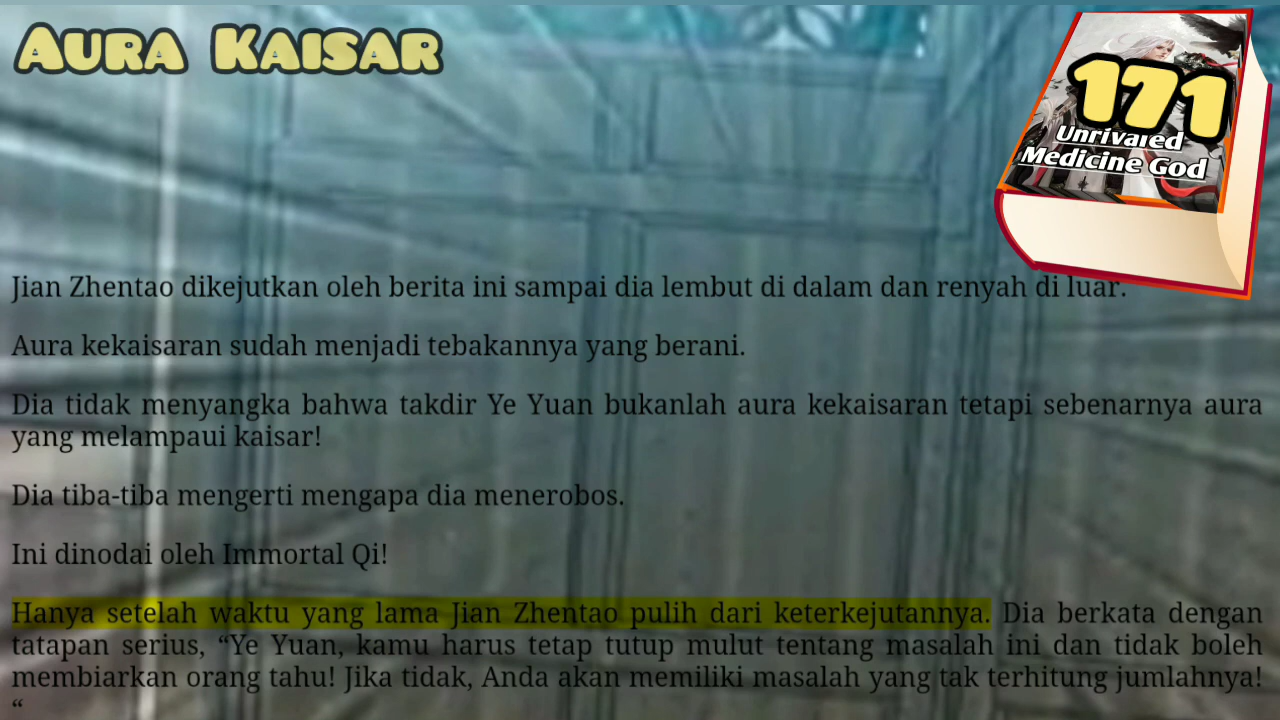 Aura Kaisar
171
Unrivaled
Medicine God
Jian Zhentao dikejutkan oleh berita ini sampai dia lembut di dalam dan renyah di luar.
Aura kekaisaran sudah menjadi tebakannya yang berani.
Dia tidak menyangka bahwa takdir Ye Yuan bukanlah aura kekaisaran tetapi sebenarnya aura
yang melampaui kaisar!
Dia tiba-tiba mengerti mengapa dia menerobos.
Ini dinodai oleh Immortal Qi!
Hanya setelah waktu yang lama Jian Zhentao pulih dari keterkejutannya. Dia berkata dengan
tatapan serius, “Ye Yuan, kamu harus tetap tutup mulut tentang masalah ini dan tidak boleh
membiarkan orang tahu! Jika tidak, Anda akan memiliki masalah yang tak terhitung jumlahnya!
“